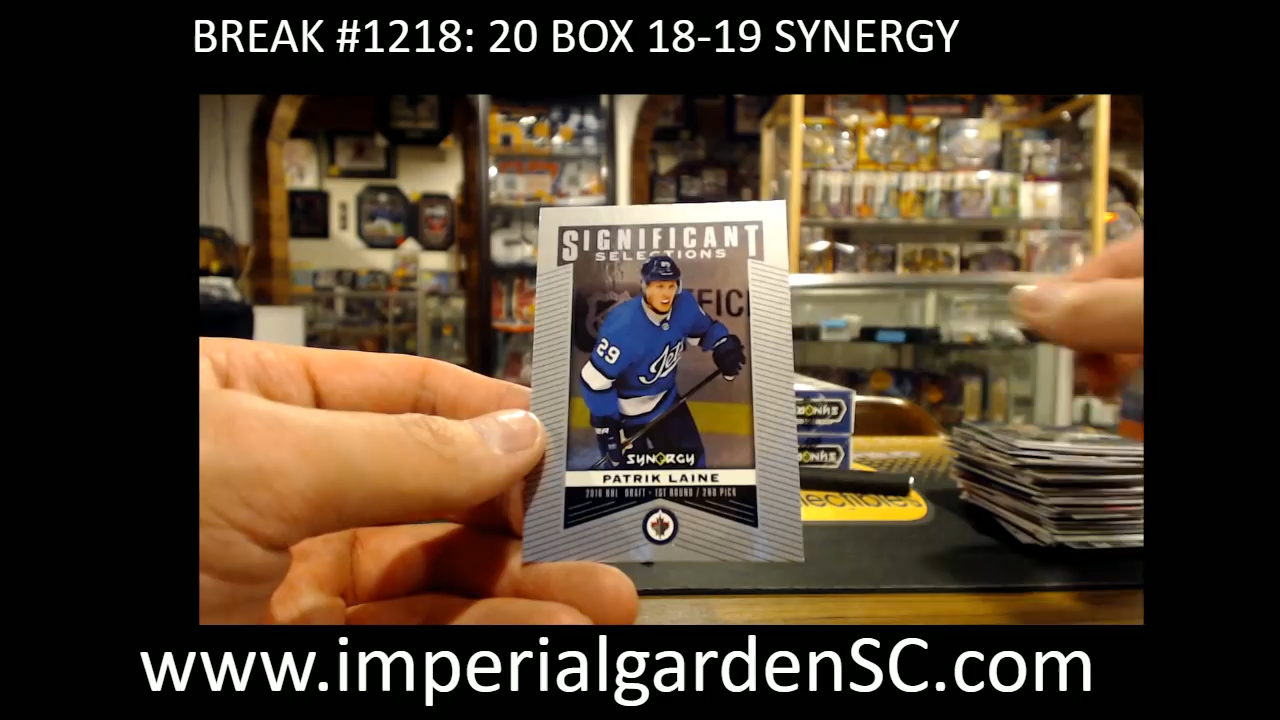 BREAK #1218: 20 BOX 18-19 SYNERGY
SIGNIFICANT
SELECTIONS
29
Jets
SYNERGY
PATRIK LAINE
2016 NHL DRAFT - 1ST ROUND / 2ND PICK
www.imperialgardenSC.com